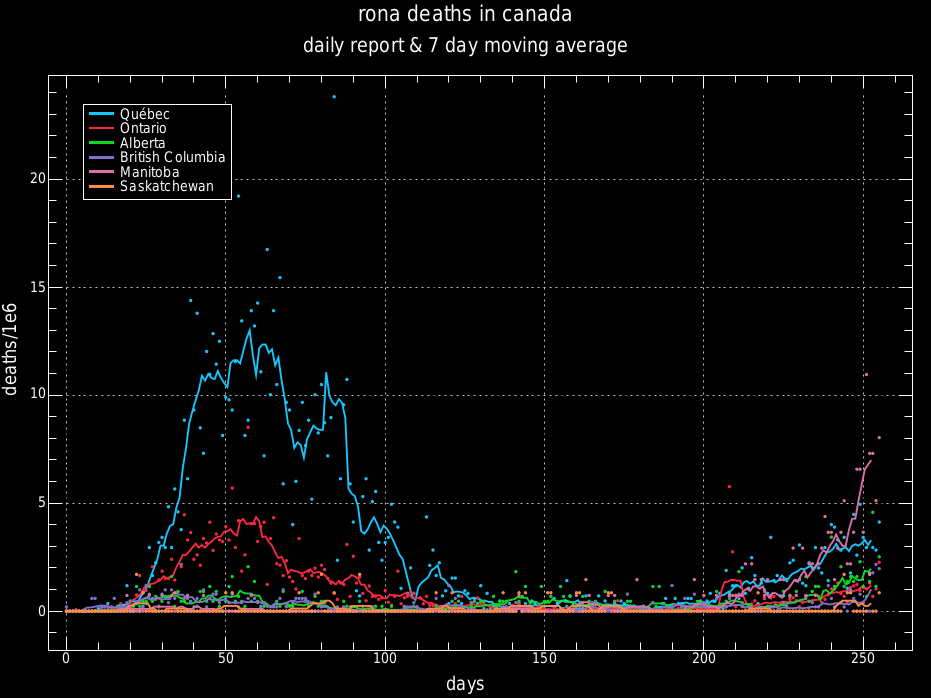 rona deaths in canada
daily report & 7 day moving average
Québec
Ontario
Alberta
British Columbia
Manitoba
Saskatchewan
20
15
10
5
0
deaths/1e6
0 50 100 150 200 250
days